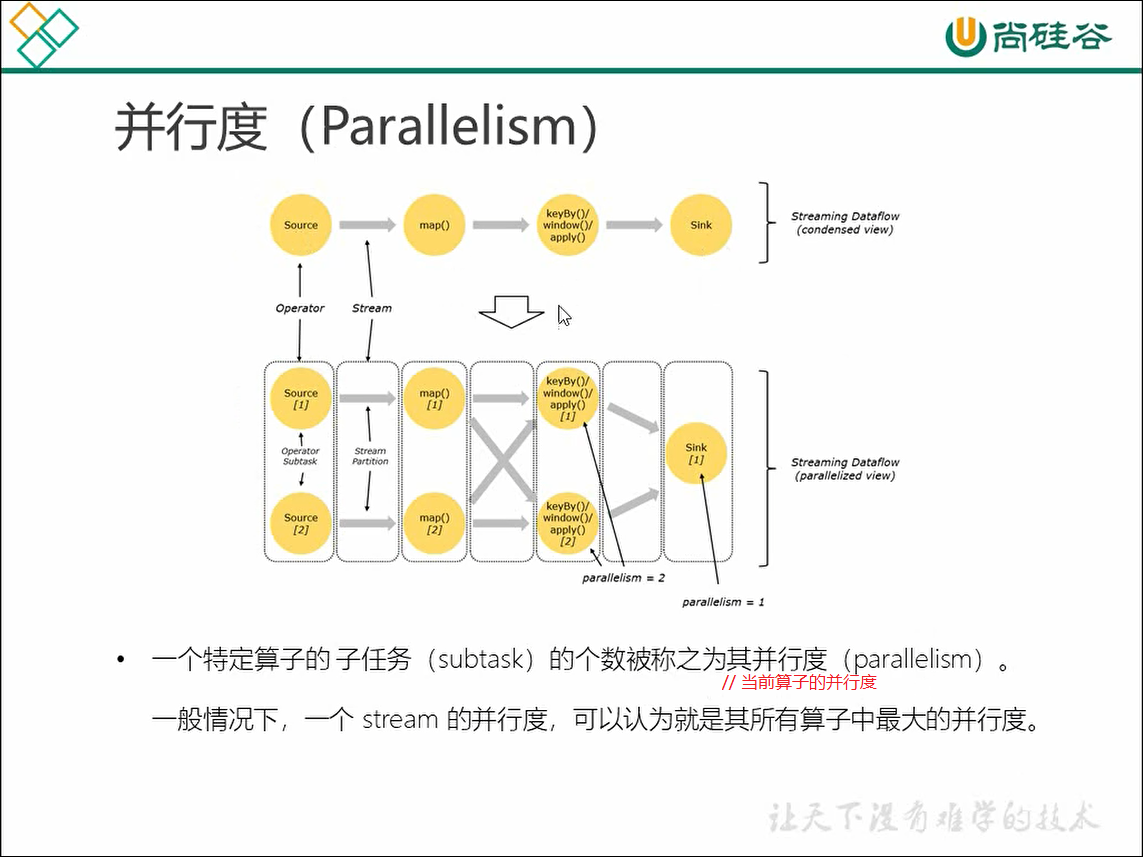 尚硅谷
并行度（Parallelism）
Source
map()
keyBy()/
window()/
apply()
Sink
Streaming Dataflow
(condensed view)
Operator
Stream
Source
[1]
map()
[1]
keyBy()/
window()/
apply()
[1]
Operator
Subtask
Stream
Partition
Sink
[1]
Streaming Dataflow
(parallelized view)
Source
[2]
map()
[2]
keyBy()/
window()/
apply()
[2]
parallelism = 2
parallelism = 1
• 一个特定算子的 子任务（subtask）的个数被称之为其并行度（parallelism）。
// 当前算子的并行度
一般情况下，一个 stream 的并行度，可以认为就是其所有算子中最大的并行度。
让天下没有难学的技术